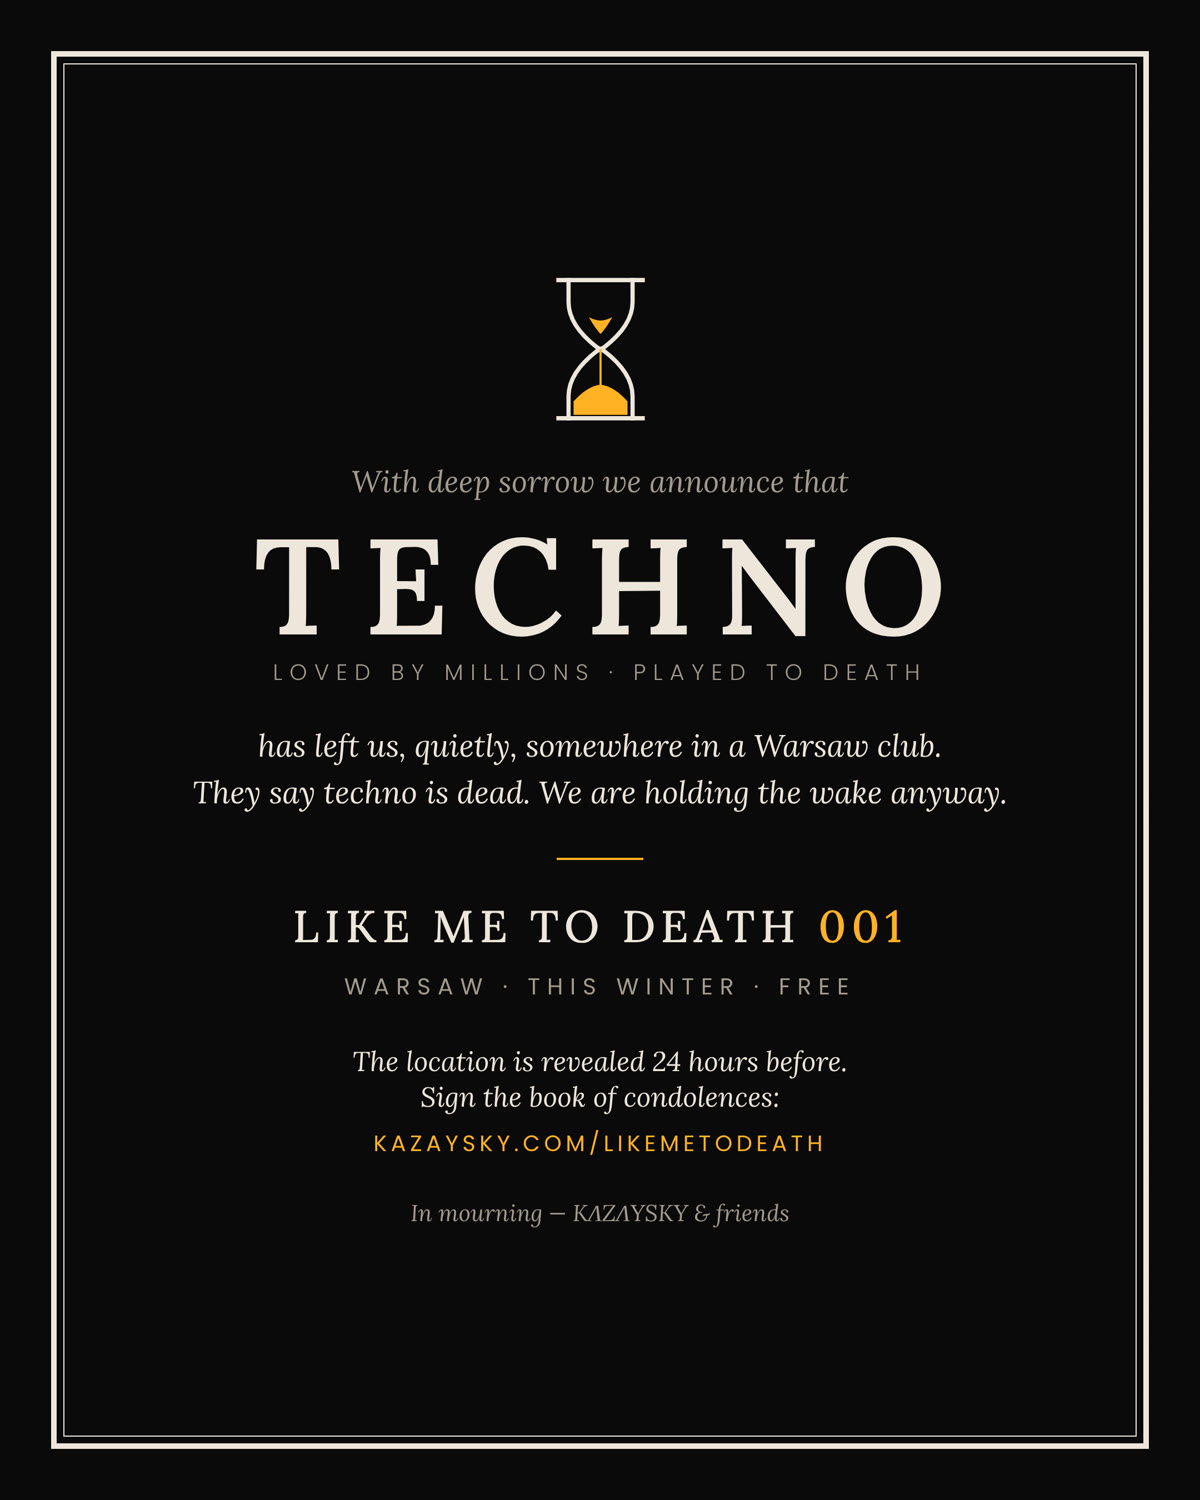 With deep sorrow we announce that
TECHNO
LOVED BY MILLIONS · PLAYED TO DEATH
has left us, quietly, somewhere in a Warsaw club.
They say techno is dead. We are holding the wake anyway.
LIKE ME TO DEATH 001
WARSAW · THIS WINTER · FREE
The location is revealed 24 hours before.
Sign the book of condolences:
KAZAYSKY.COM/LIKEMETODEATH
In mourning — KΛZΛYSKY & friends